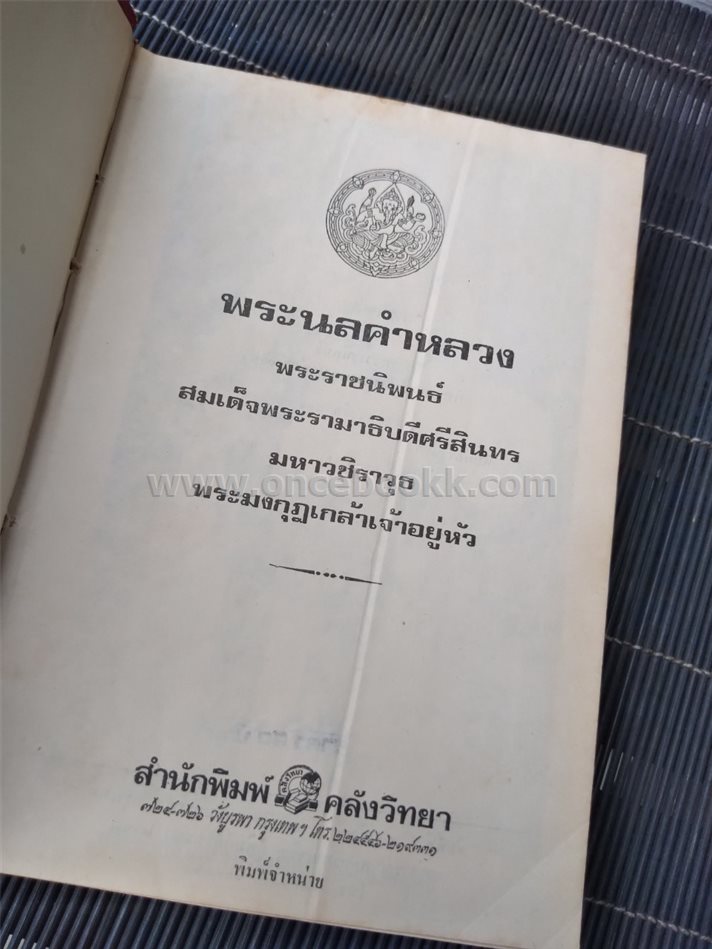 พระนลคำหลวง
พระราชนิพนธ์
สมเด็จพระรามาธิบดีศรีสินทร
มหาวชิราวุธ
พระมงกุฎเกล้าเจ้าอยู่หัว
www.oncebookk.com
สำนักพิมพ์ คลังวิทยา
๗๒๔-๗๒๖ วังบูรพา กรุงเทพฯ โทร.
พิมพ์จำหน่าย